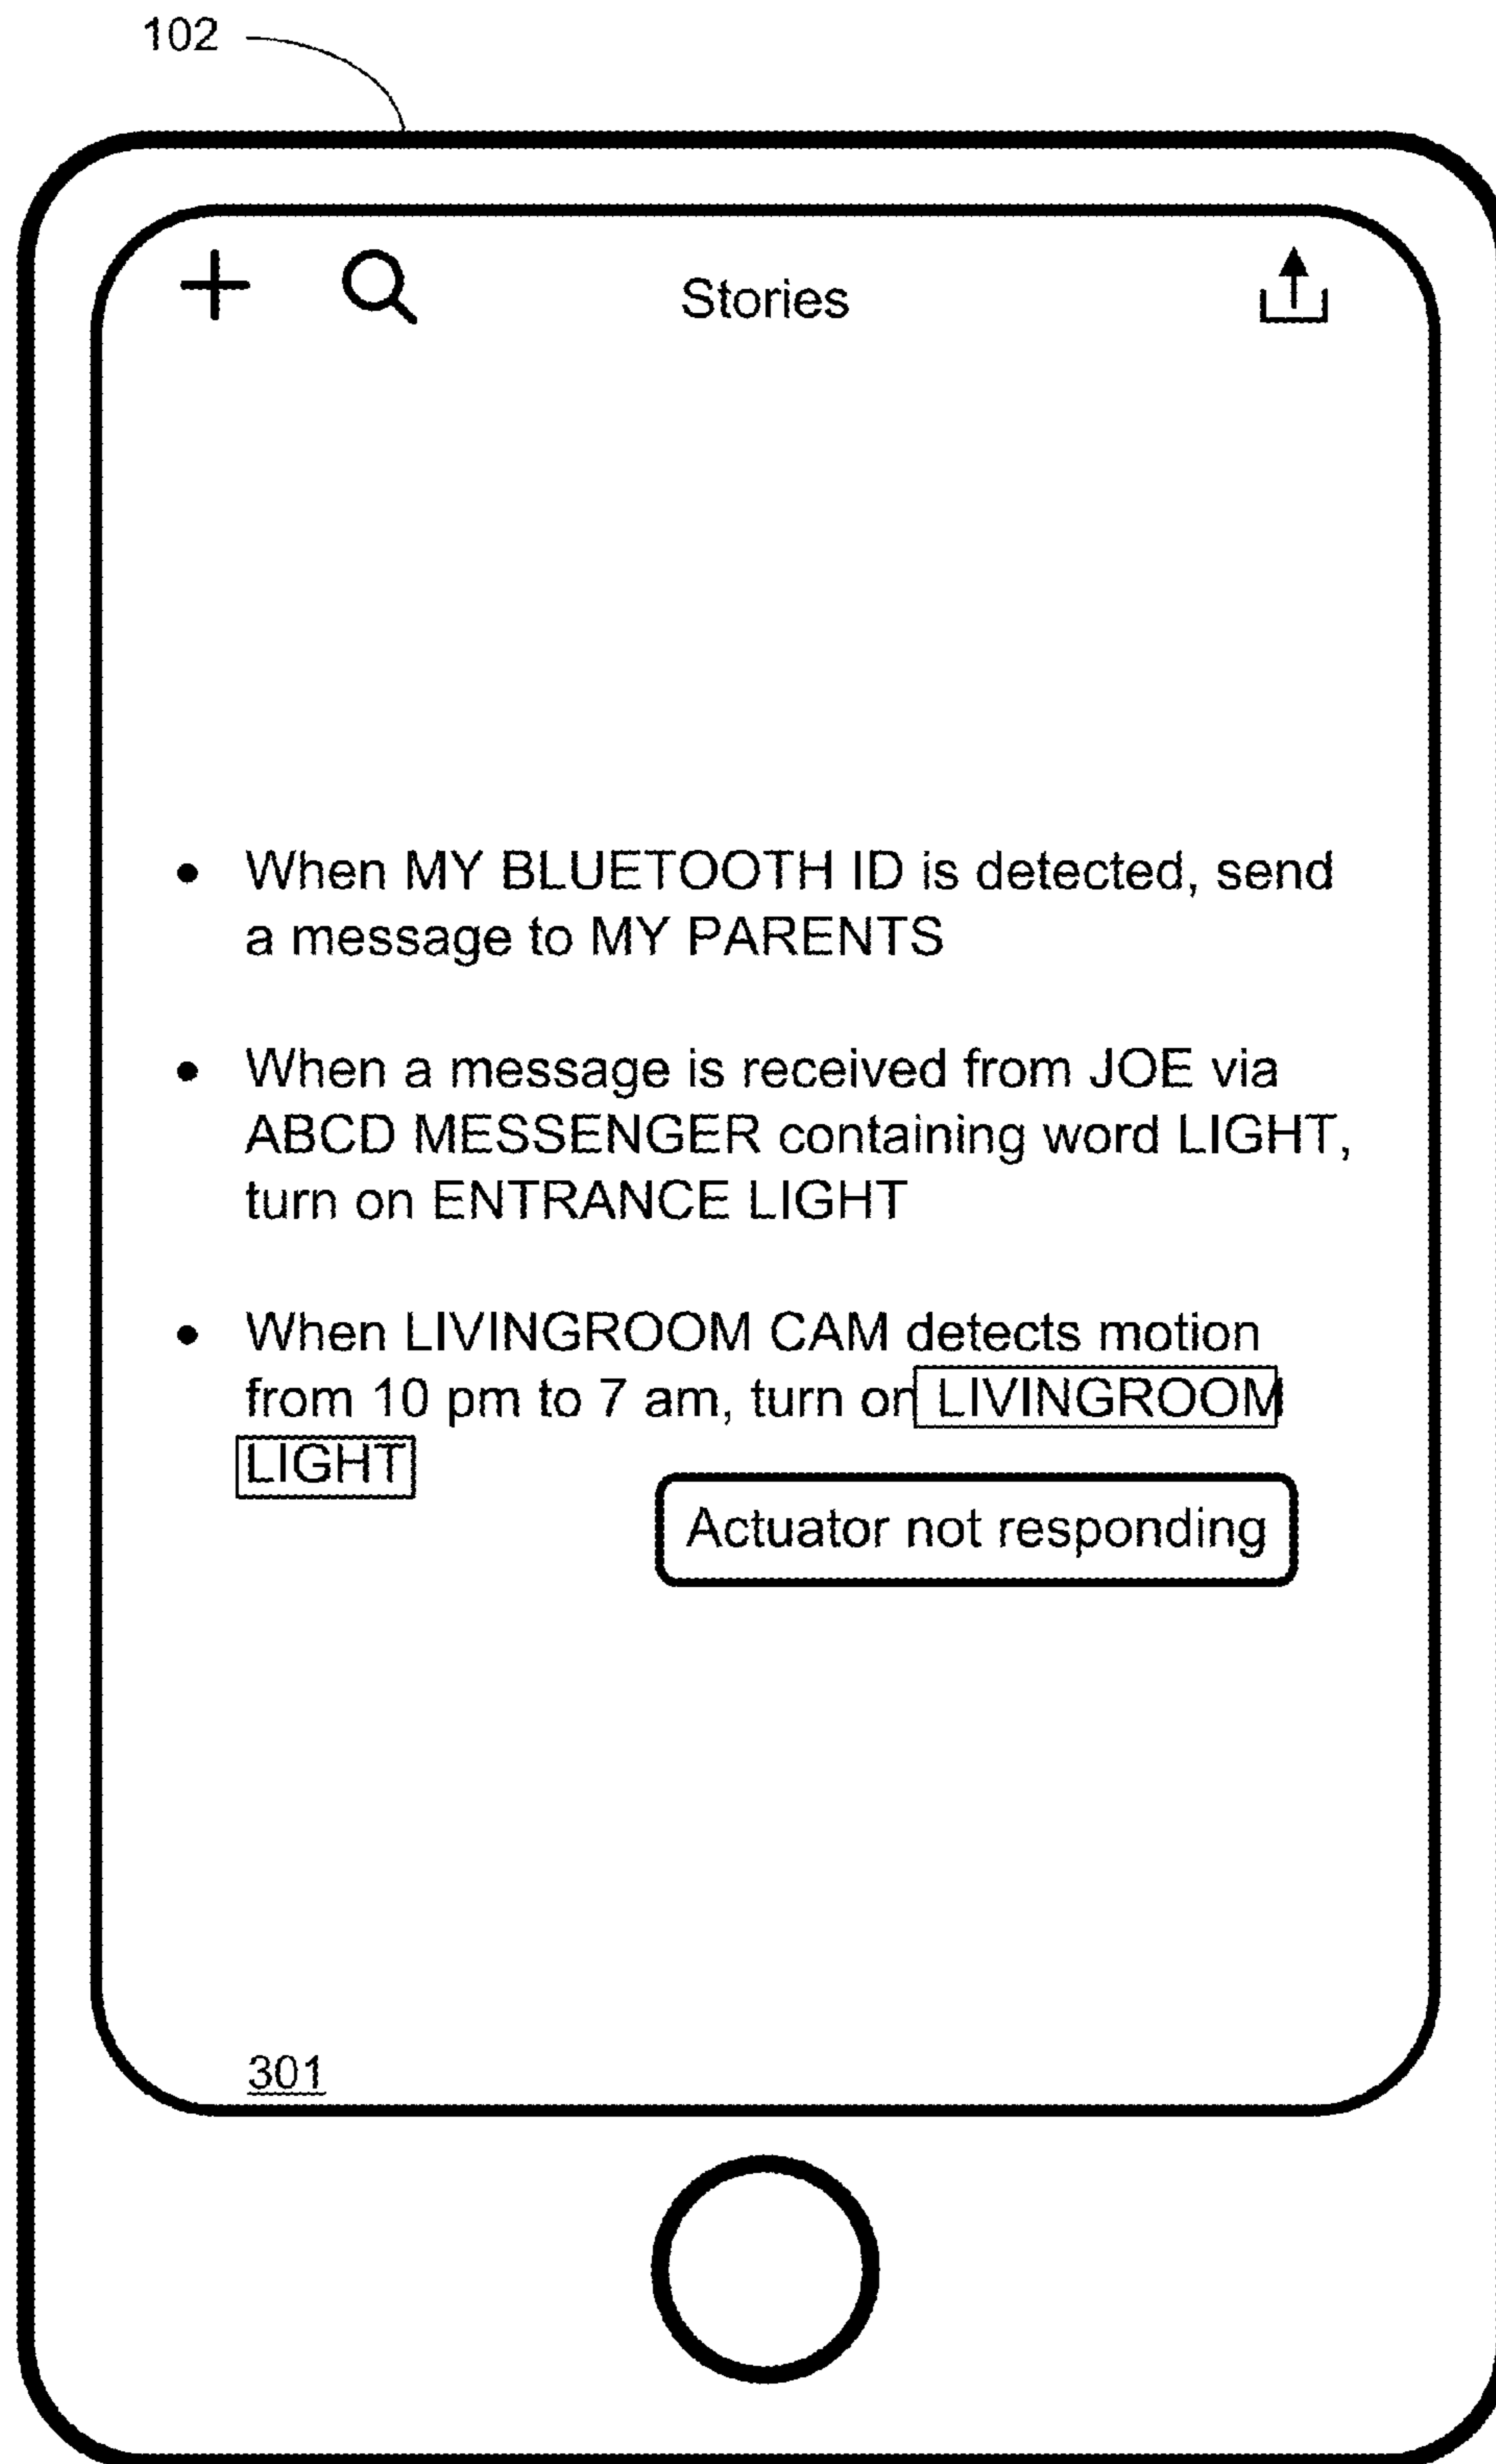 102
Stories
• When MY BLUETOOTH ID is detected, send
a message to MY PARENTS
• When a message is received from JOE via
ABCD MESSENGER containing word LIGHT,
turn on ENTRANCE LIGHT
• When LIVINGROOM CAM detects motion
from 10 pm to 7 am, turn on LIVINGROOM
LIGHT
Actuator not responding
301